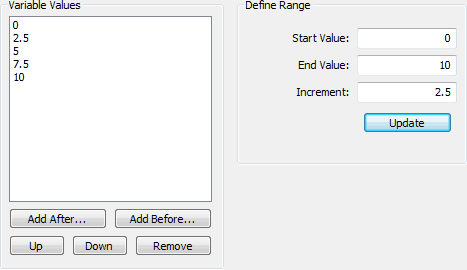 Variable Values
0
2.5
5
7.5
10
Add After...
Add Before...
Up
Down
Remove
Define Range
Start Value: 0
End Value: 10
Increment: 2.5
Update